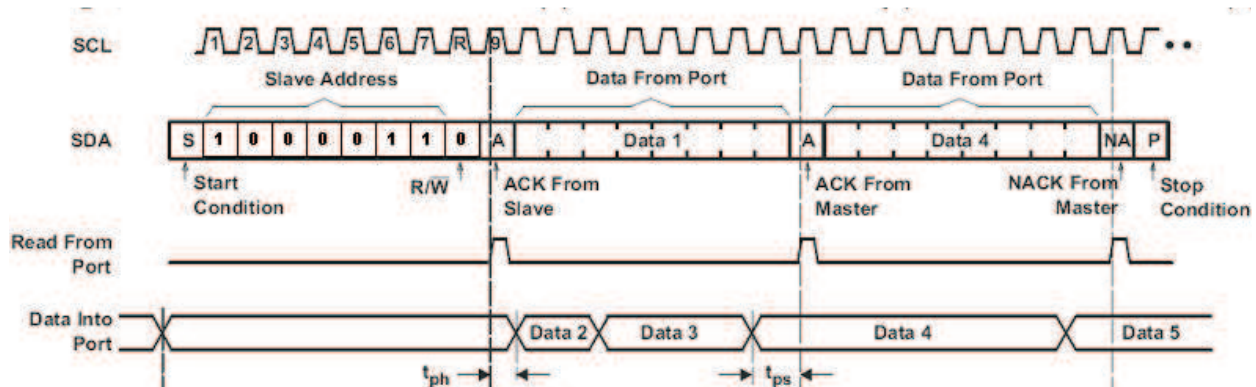 SCL 1 2 3 4 5 6 7 R 9
Slave Address Data From Port Data From Port
SDA S 1 0 0 0 0 1 1 0 A Data 1 A Data 4 NA P
Start Condition
R/W̅
ACK From Slave
ACK From Master
NACK From Master
Stop Condition
Read From Port
Data Into Port Data 2 Data 3 Data 4 Data 5
tph tps